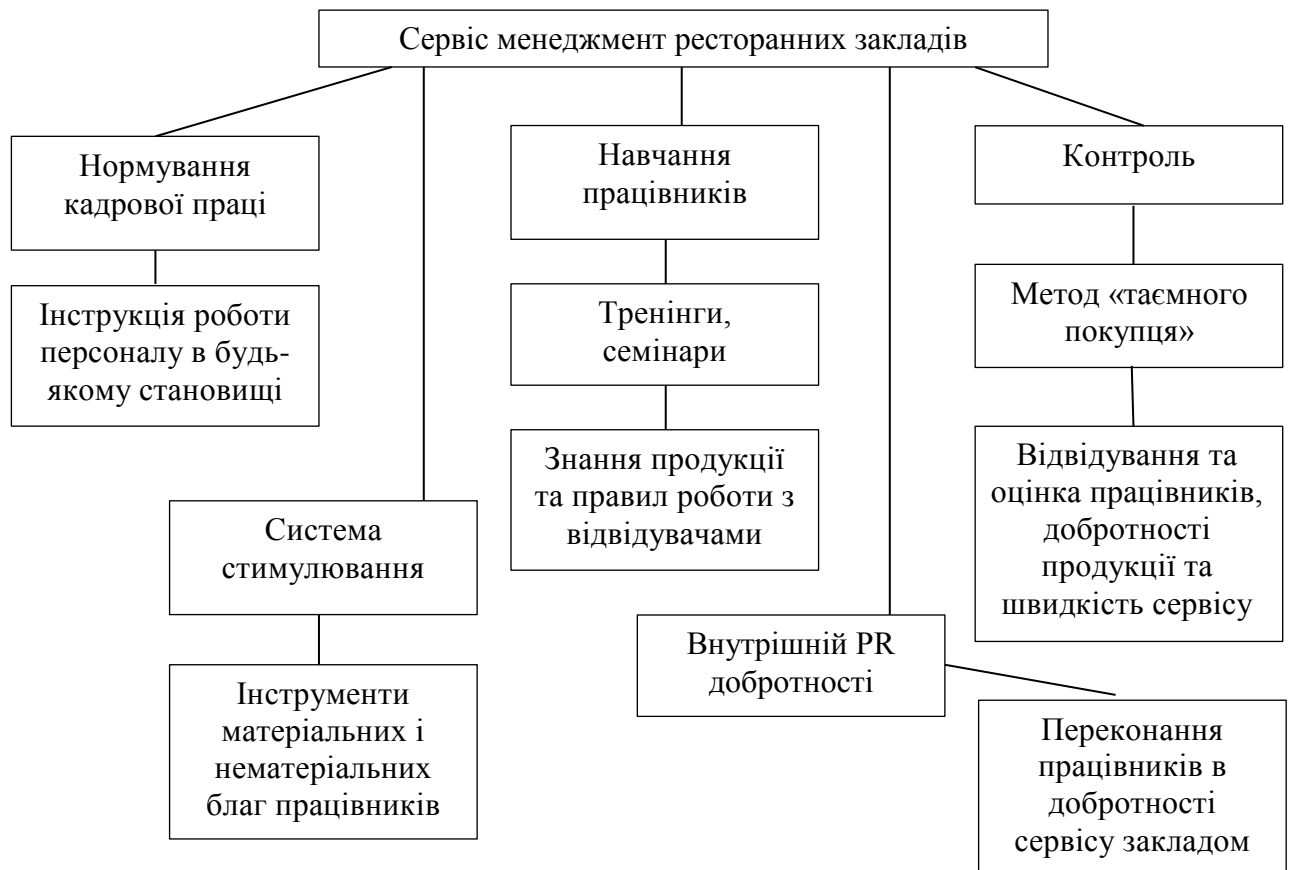 Сервіс менеджмент ресторанних закладів
Нормування
кадрової праці
Навчання
працівників
Контроль
Інструкція роботи
персоналу в будь-
якому становищі
Тренінги,
семінари
Метод «таємного
покупця»
Знання продукції
та правил роботи з
відвідувачами
Відвідування та
оцінка працівників,
добротності
продукції та
швидкість сервісу
Система
стимулювання
Внутрішній PR
добротності
Інструменти
матеріальних і
нематеріальних
благ працівників
Переконання
працівників в
добротності
сервісу закладом